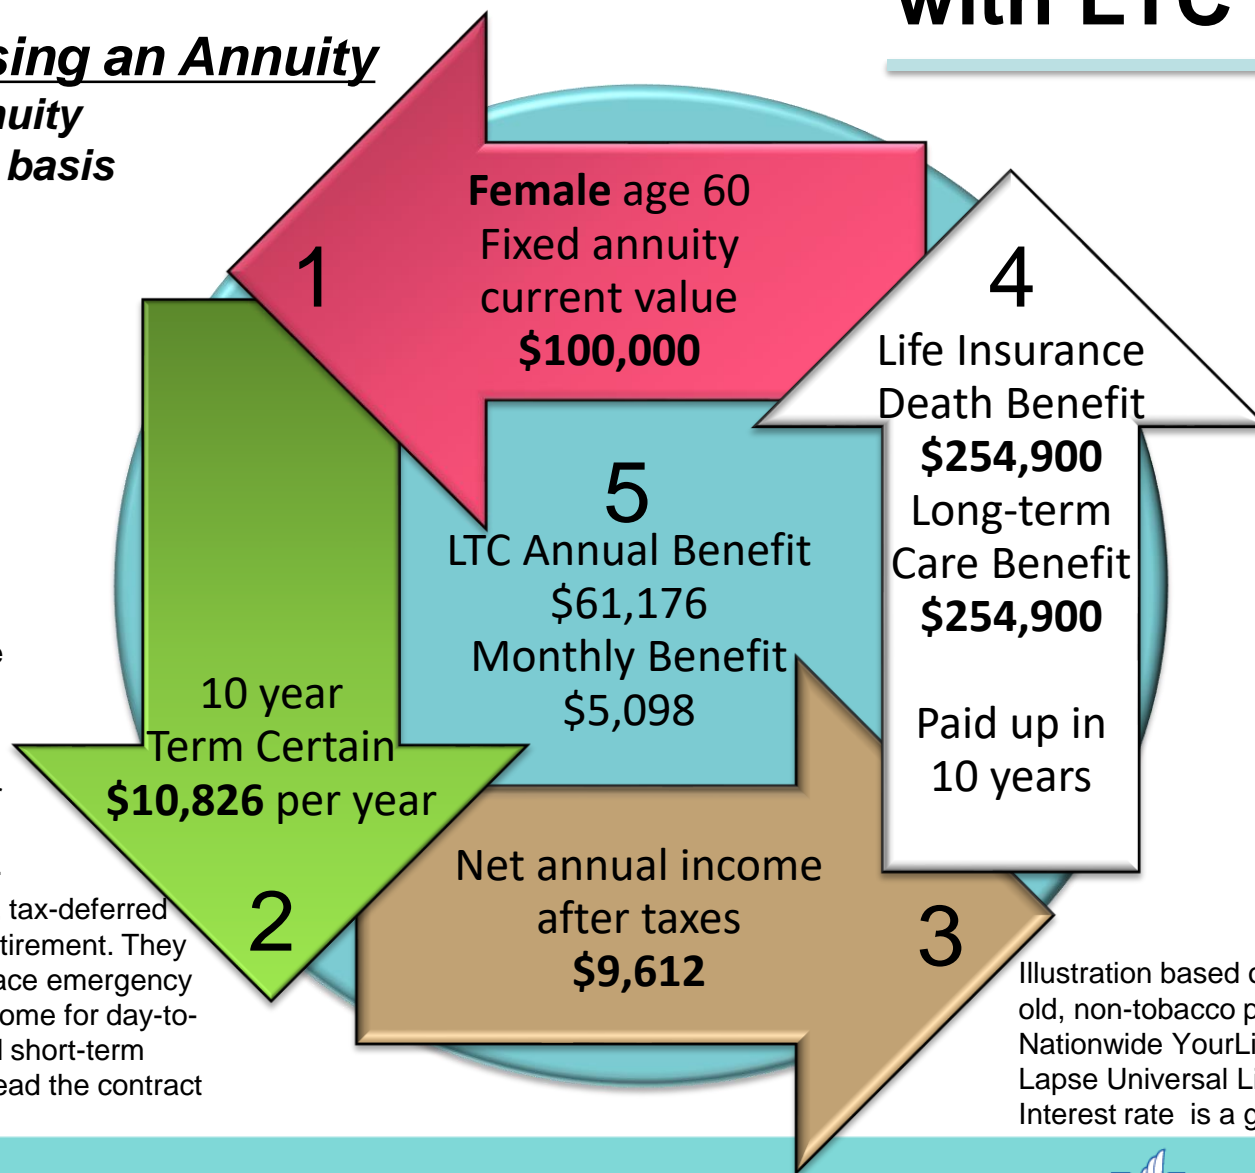 with LTC
sing an Annuity
nuity
basis
1
Female age 60
Fixed annuity
current value
$100,000
4
Life Insurance
Death Benefit
$254,900
Long-term
Care Benefit
$254,900
Paid up in
10 years
5
LTC Annual Benefit
$61,176
Monthly Benefit
$5,098
10 year
Term Certain
$10,826 per year
2
Net annual income
after taxes
$9,612
3
tax-deferred
tirement. They
ace emergency
ome for day-to-
short-term
ead the contract
Illustration based
old, non-tobacco p
Nationwide YourLi
Lapse Universal Li
Interest rate is a g